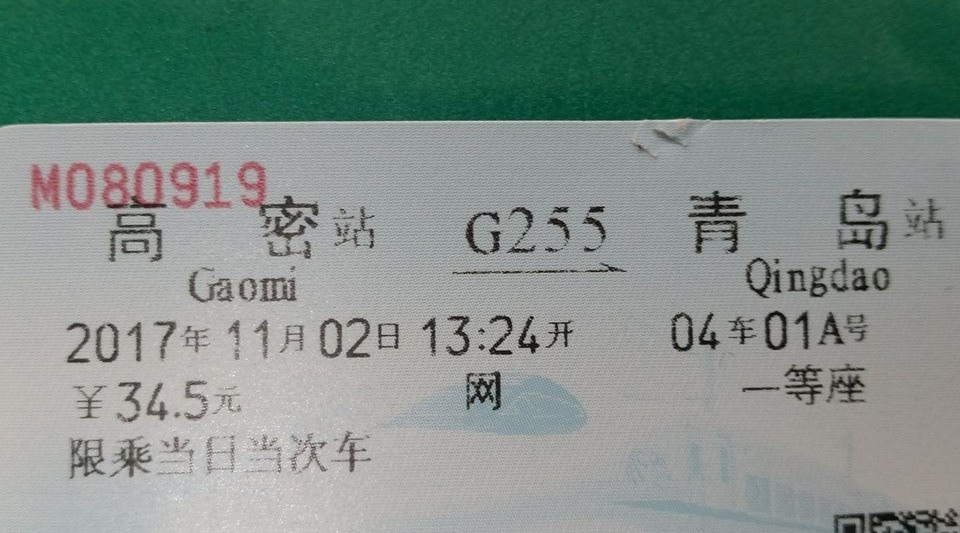 M080919
高密站 G255 青岛站
Gaomi Qingdao
2017年11月02日 13:24开 04车01A号
￥34.5元 网 一等座
限乘当日当次车